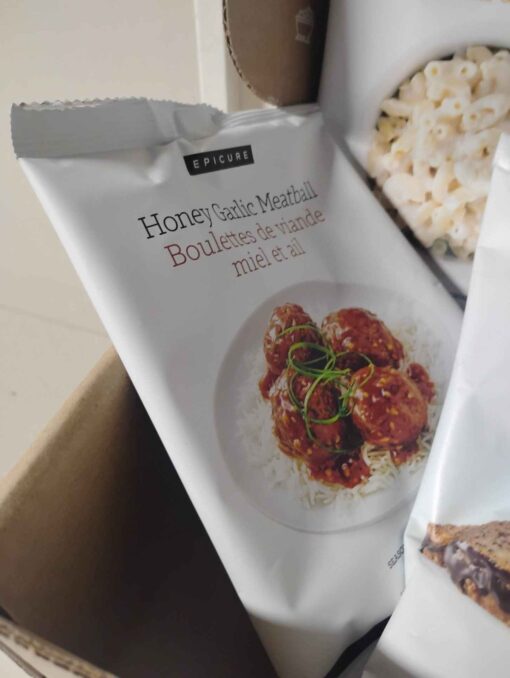 EPICURE
Honey Garlic Meatball
Boulettes de viande
miel et ail